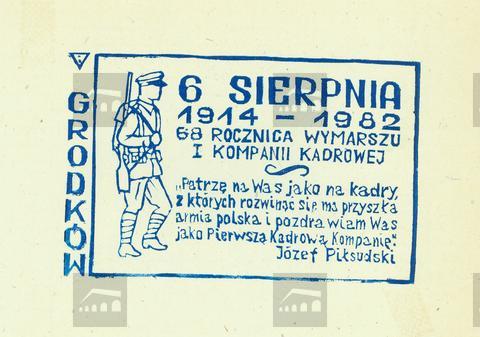 GRODKÓW
6 SIERPNIA
1914 – 1982
68 ROCZNICA WYMARSZU
I KOMPANII KADROWEJ
„Patrzę na Was jako na kadry,
z których rozwinąć się ma przyszła
armia polska i pozdrawiam Was
jako Pierwszą Kadrową Kompanię."
Józef Piłsudski